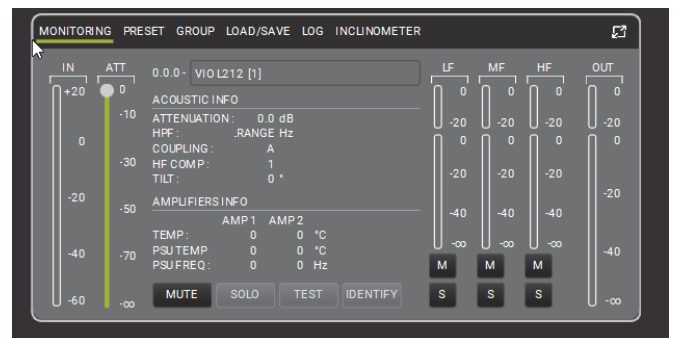 MONITORING PRESET GROUP LOAD/SAVE LOG INCLINOMETER
IN ATT LF MF HF OUT
0.0.0- VIO L212 [1]
+20 0 0 0 0 0
ACOUSTIC INFO
-10 -20 -20 -20 -20
ATTENUATION : 0.0 dB
HPF : .RANGE Hz
0 0 0 0
COUPLING : A
HF COMP : 1
-30 -20 -20 -20
TILT : 0 °
-20 -20
AMPLIFIERS INFO
-50 -40 -40 -40
AMP 1 AMP 2
TEMP : 0 0 °C
-∞ -∞ -∞
PSU TEMP 0 0 °C
-40 -70 -40
PSU FREQ : 0 0 Hz
M M M
MUTE SOLO TEST IDENTIFY S S S
-60 -∞ -∞